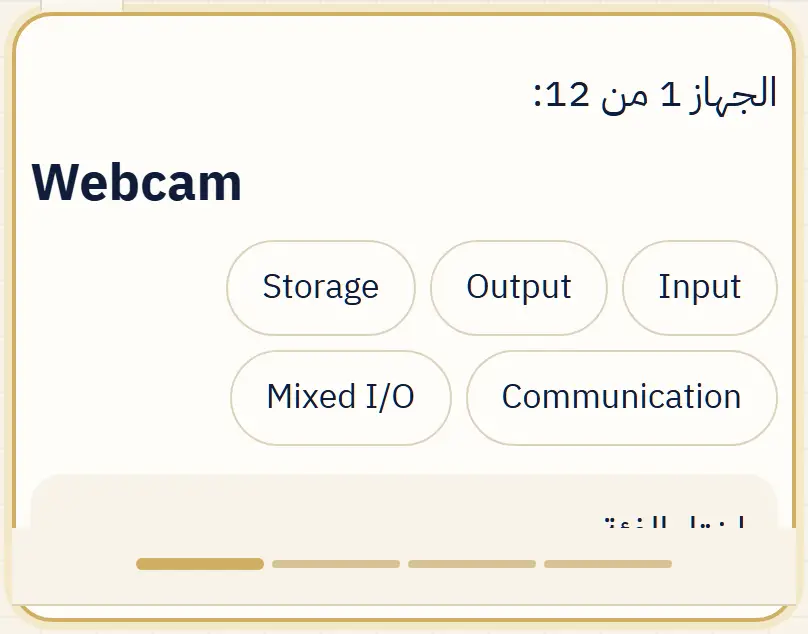 الجهاز 1 من 12:
Webcam
Input Output Storage
Communication Mixed I/O